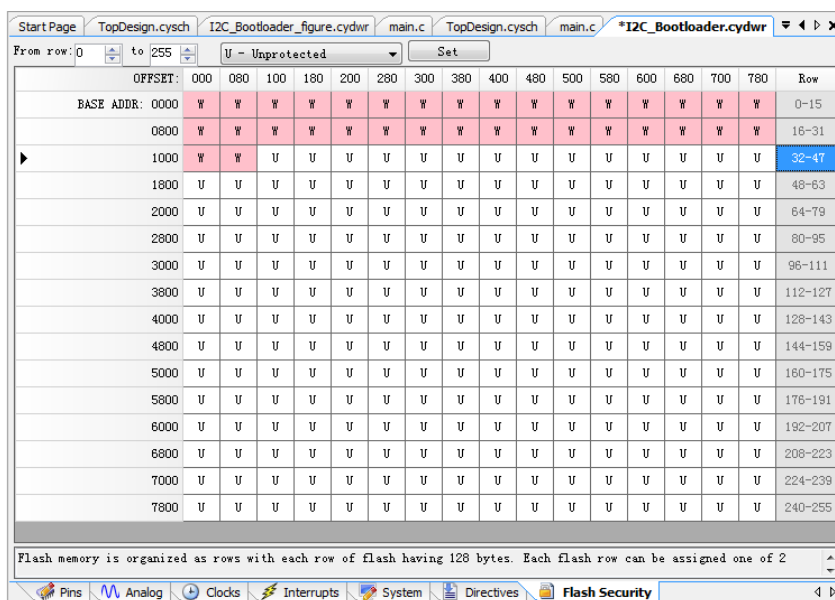 Start Page TopDesign.cysch I2C_Bootloader_figure.cydwr main.c TopDesign.cysch main.c *I2C_Bootloader.cydwr
From row: 0 to 255 U - Unprotected Set
OFFSET: 000 080 100 180 200 280 300 380 400 480 500 580 600 680 700 780 Row
BASE ADDR: 0000 W W W W W W W W W W W W W W W W 0-15
0800 W W W W W W W W W W W W W W W W 16-31
1000 W W U U U U U U U U U U U U U U 32-47
1800 U U U U U U U U U U U U U U U U 48-63
2000 U U U U U U U U U U U U U U U U 64-79
2800 U U U U U U U U U U U U U U U U 80-95
3000 U U U U U U U U U U U U U U U U 96-111
3800 U U U U U U U U U U U U U U U U 112-127
4000 U U U U U U U U U U U U U U U U 128-143
4800 U U U U U U U U U U U U U U U U 144-159
5000 U U U U U U U U U U U U U U U U 160-175
5800 U U U U U U U U U U U U U U U U 176-191
6000 U U U U U U U U U U U U U U U U 192-207
6800 U U U U U U U U U U U U U U U U 208-223
7000 U U U U U U U U U U U U U U U U 224-239
7800 U U U U U U U U U U U U U U U U 240-255
Flash memory is organized as rows with each row of flash having 128 bytes. Each flash row can be assigned one of 2
Pins Analog Clocks Interrupts System Directives Flash Security